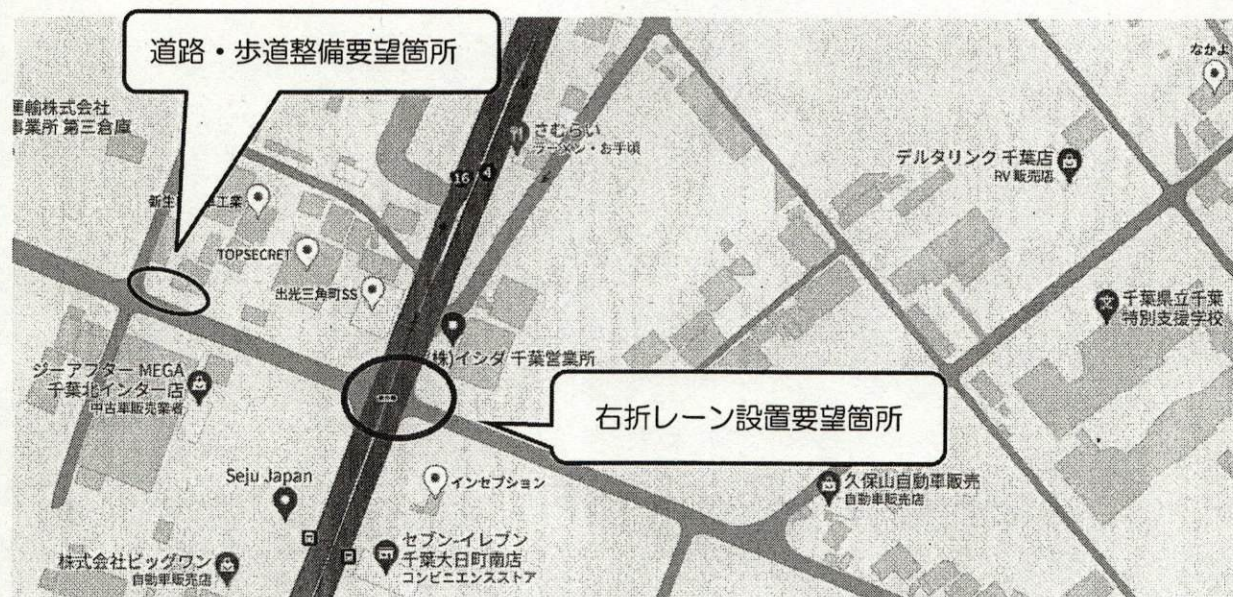 道路・歩道整備要望箇所
運輸株式会社
事業所 第三倉庫
なかよ
さむらい
ラーメン・お手頃
16
4
デルタリンク 千葉店
RV 販売店
新生
工業
TOPSECRET
出光三角町SS
千葉県立千葉
特別支援学校
(株)イシダ 千葉営業所
ジーアフター MEGA
千葉北インター店
中古車販売業者
右折レーン設置要望箇所
Seju Japan
インセプション
久保山自動車販売
自動車販売店
セブン-イレブン
千葉大日町南店
コンビニエンスストア
株式会社ビッグワン
自動車販売店